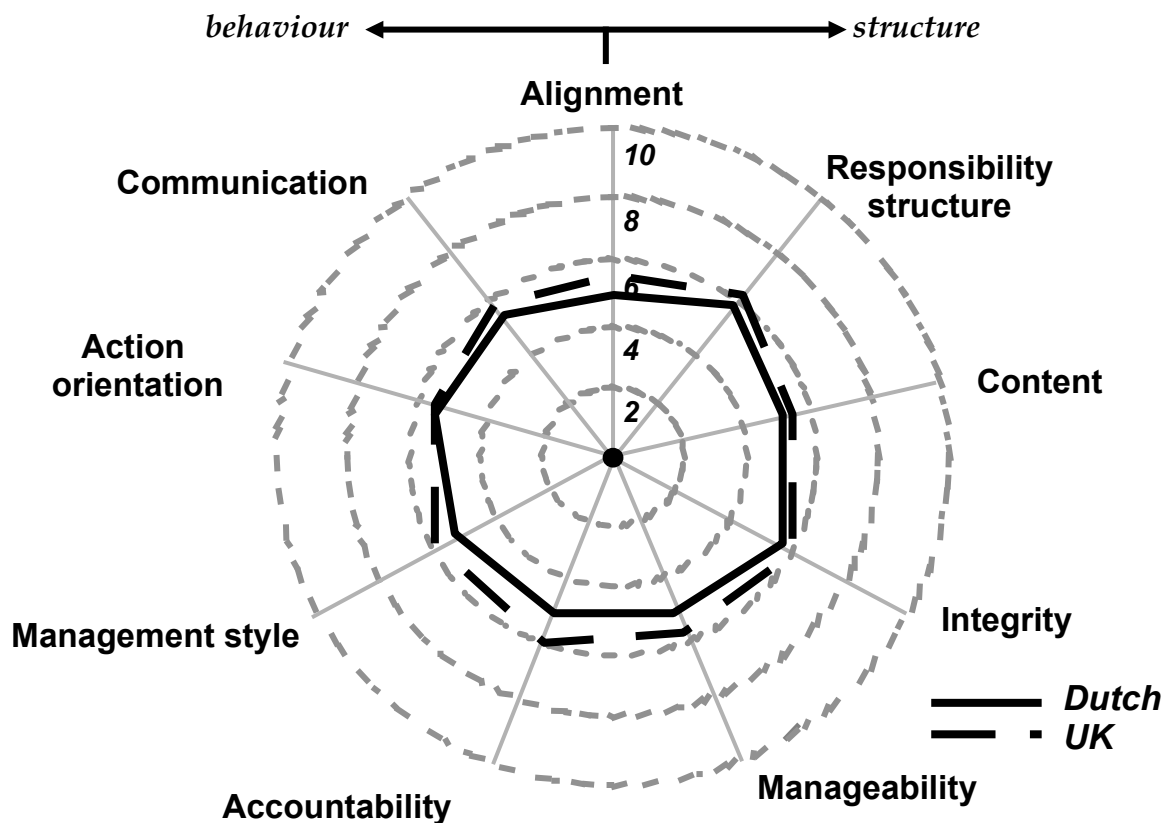 behaviour
structure
Alignment
10
Communication
Responsibility
structure
8
6
Action
orientation
4
Content
2
Management style
Integrity
Dutch
UK
Accountability
Manageability